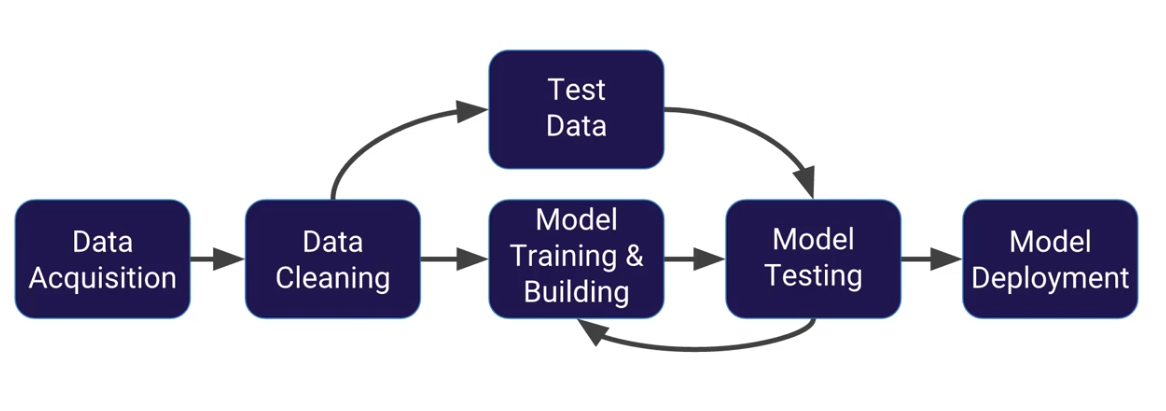 Test
Data
Data
Acquisition
Data
Cleaning
Model
Training &
Building
Model
Testing
Model
Deployment